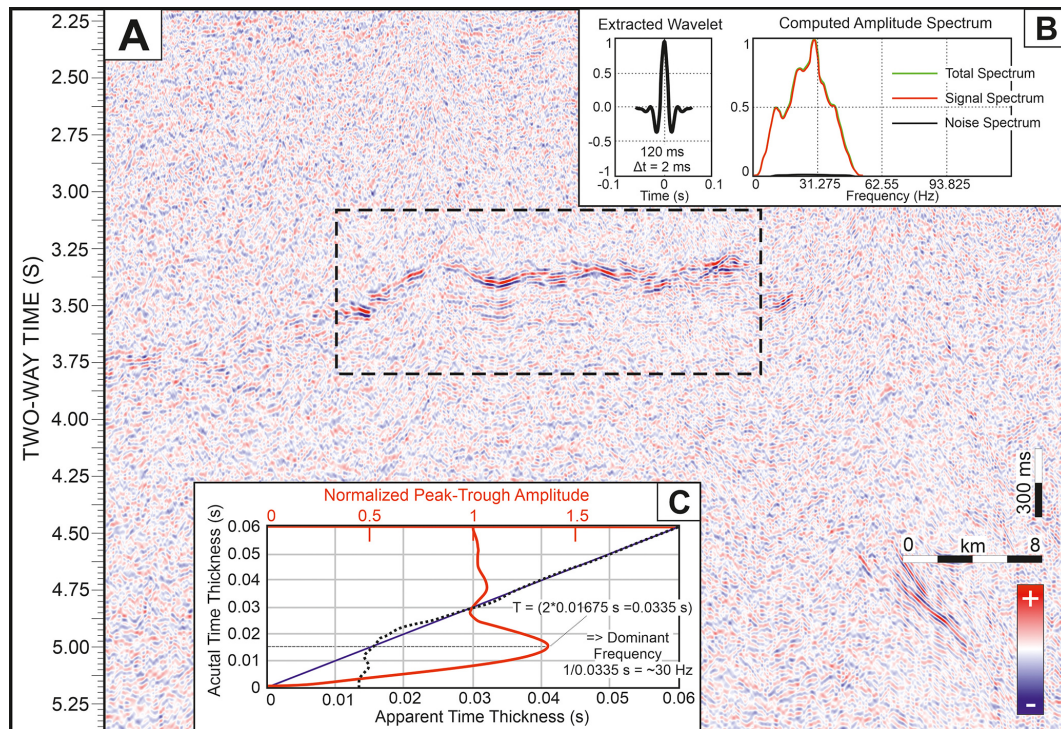 A
TWO-WAY TIME (S)
2.25
2.50
2.75
3.00
3.25
3.50
3.75
4.00
4.25
4.50
4.75
5.00
5.25
B
Extracted Wavelet
1
0.5
0.0
-0.5
-1
120 ms
Δt = 2 ms
-0.1
0
0.1
Time (s)
Computed Amplitude Spectrum
1
0.5
0
Total Spectrum
Signal Spectrum
Noise Spectrum
0
31.275
62.55
93.825
Frequency (Hz)
C
Normalized Peak-Trough Amplitude
0
0.5
1
1.5
Acutal Time Thickness (s)
0.06
0.05
0.04
0.03
0.02
0.01
0
T = (2*0.01675 s =0.0335 s)
=> Dominant
Frequency
1/0.0335 s = ~30 Hz
0.01
0.02
0.03
0.04
0.05
0.06
Apparent Time Thickness (s)
300 ms
0
km
8
+
-